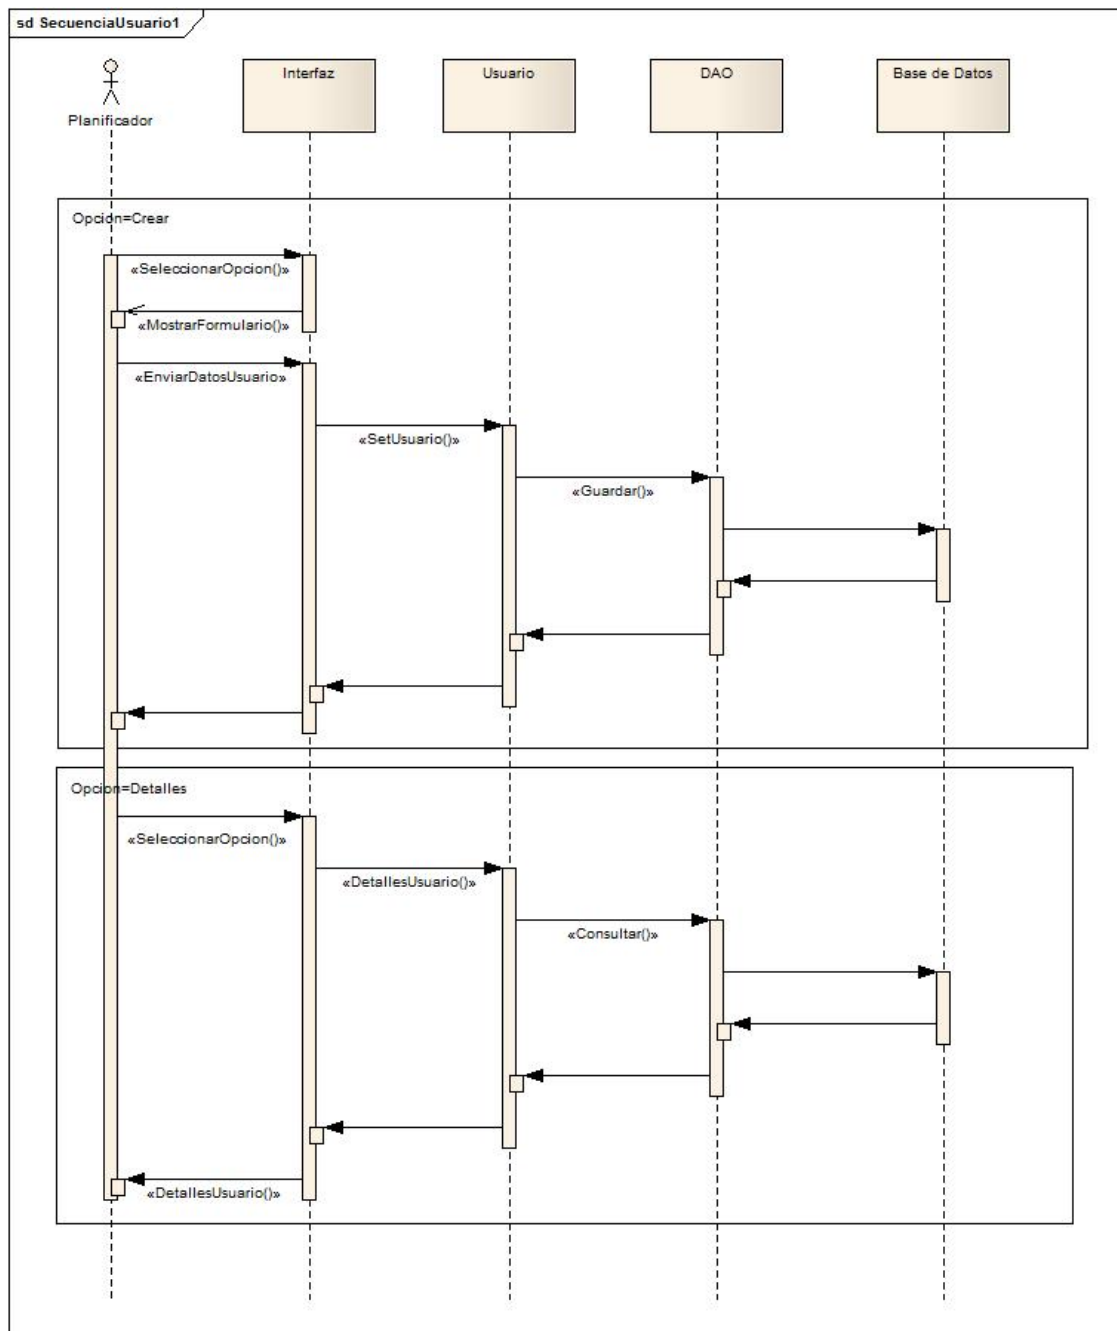 sd SecuenciaUsuario1
Planificador
Interfaz
Usuario
DAO
Base de Datos
Opcion=Crear
«SeleccionarOpcion()»
«MostrarFormulario()»
«EnviarDatosUsuario»
«SetUsuario()»
«Guardar()»
Opcion=Detalles
«SeleccionarOpcion()»
«DetallesUsuario()»
«Consultar()»
«DetallesUsuario()»